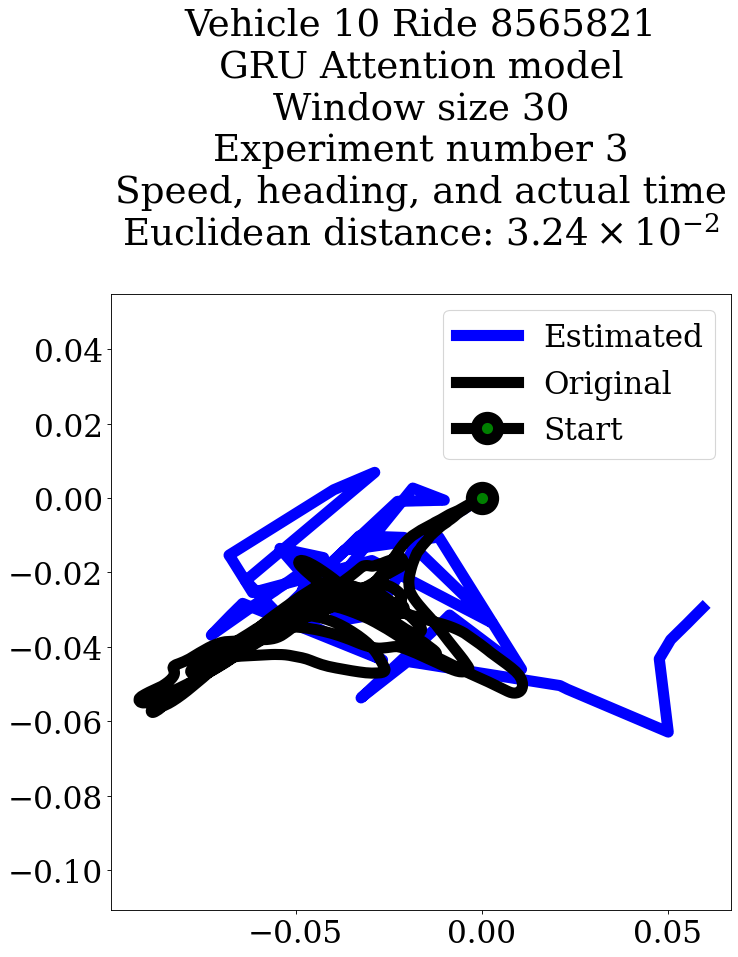 Vehicle 10 Ride 8565821
GRU Attention model
Window size 30
Experiment number 3
Speed, heading, and actual time
Euclidean distance: 3.24 × 10⁻²
Estimated
Original
Start
0.04
0.02
0.00
−0.02
−0.04
−0.06
−0.08
−0.10
−0.05 0.00 0.05